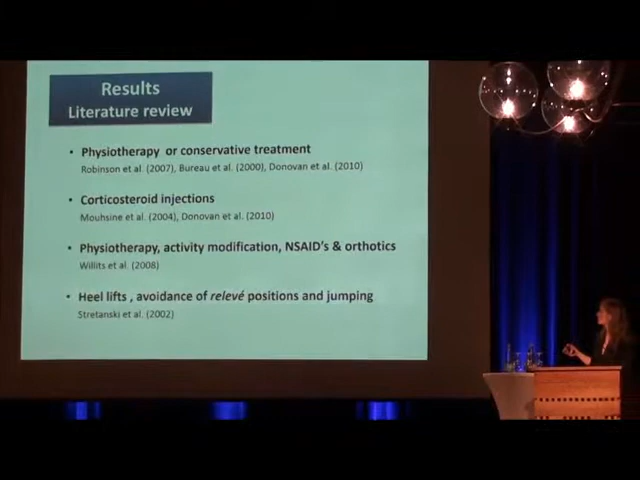 Results
Literature review
• Physiotherapy or conservative treatment
Robinson et al. (2007), Bureau et al. (2000), Donovan et al. (2010)
• Corticosteroid injections
Mouhsine et al. (2004), Donovan et al. (2010)
• Physiotherapy, activity modification, NSAID's & orthotics
Willits et al. (2008)
• Heel lifts , avoidance of relevé positions and jumping
Stretanski et al. (2002)